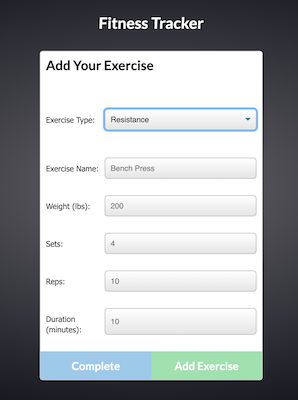 Fitness Tracker
Add Your Exercise
Exercise Type: Resistance
Exercise Name: Bench Press
Weight (lbs): 200
Sets: 4
Reps: 10
Duration
(minutes): 10
Complete Add Exercise